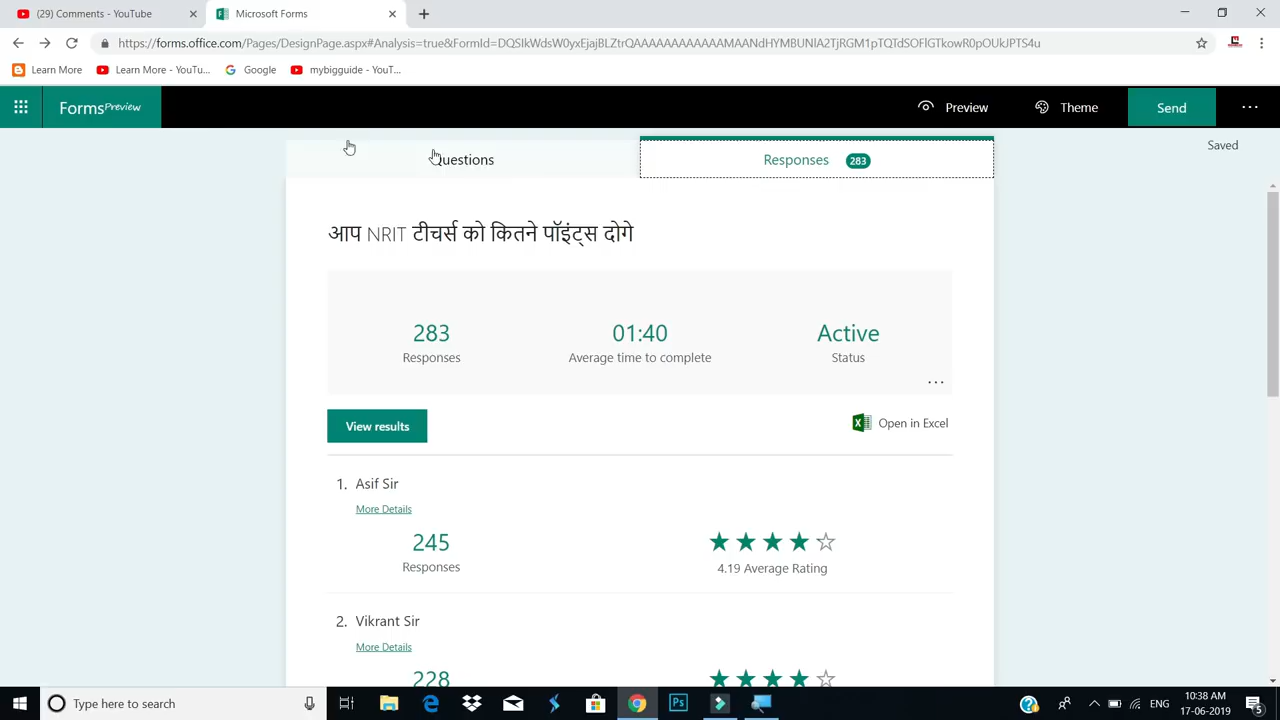 (29) Comments - YouTube
Microsoft Forms
https://forms.office.com/Pages/DesignPage.aspx#Analysis=true&FormId=DQSIkWdsW0yxEjajBLZtrQAAAAAAAAAAAAMAANdHYMBUNlA2TjRGM1pTQTdSOFlGTkowR0pOUkJPTS4u
Learn More
Learn More - YouTu...
Google
mybigguide - YouT...
Forms Preview
Preview
Theme
Send
...
Questions
Responses 283
Saved
आप NRIT टीचर्स को कितने पॉइंट्स दोगे
283
01:40
Active
Responses
Average time to complete
Status
...
View results
Open in Excel
1. Asif Sir
More Details
245
Responses
4.19 Average Rating
2. Vikrant Sir
More Details
228
Type here to search
ENG
10:38 AM
17-06-2019
5